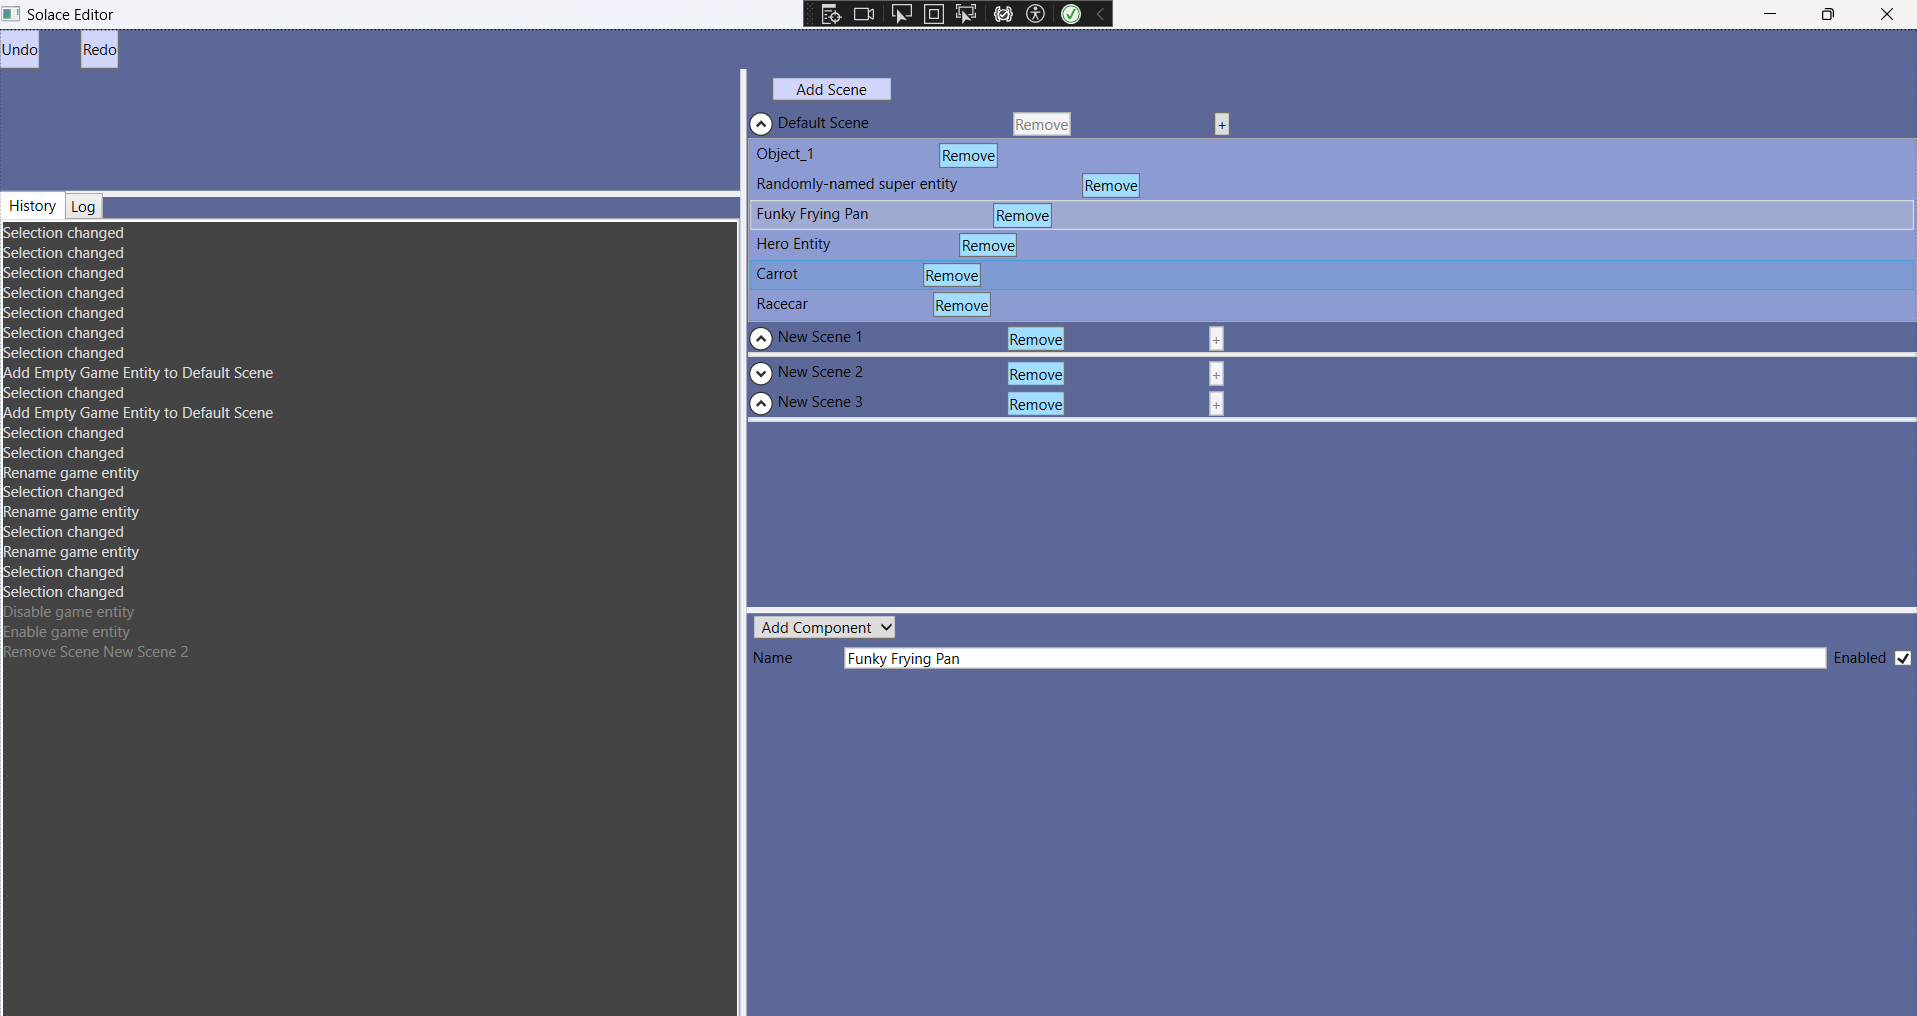 Solace Editor
Undo Redo
Add Scene
Default Scene Remove +
Object_1 Remove
Randomly-named super entity Remove
Funky Frying Pan Remove
Hero Entity Remove
Carrot Remove
Racecar Remove
New Scene 1 Remove +
New Scene 2 Remove +
New Scene 3 Remove +
History Log
Selection changed
Selection changed
Selection changed
Selection changed
Selection changed
Selection changed
Selection changed
Add Empty Game Entity to Default Scene
Selection changed
Add Empty Game Entity to Default Scene
Selection changed
Selection changed
Rename game entity
Selection changed
Rename game entity
Selection changed
Rename game entity
Selection changed
Selection changed
Disable game entity
Enable game entity
Remove Scene New Scene 2
Add Component
Name Funky Frying Pan Enabled